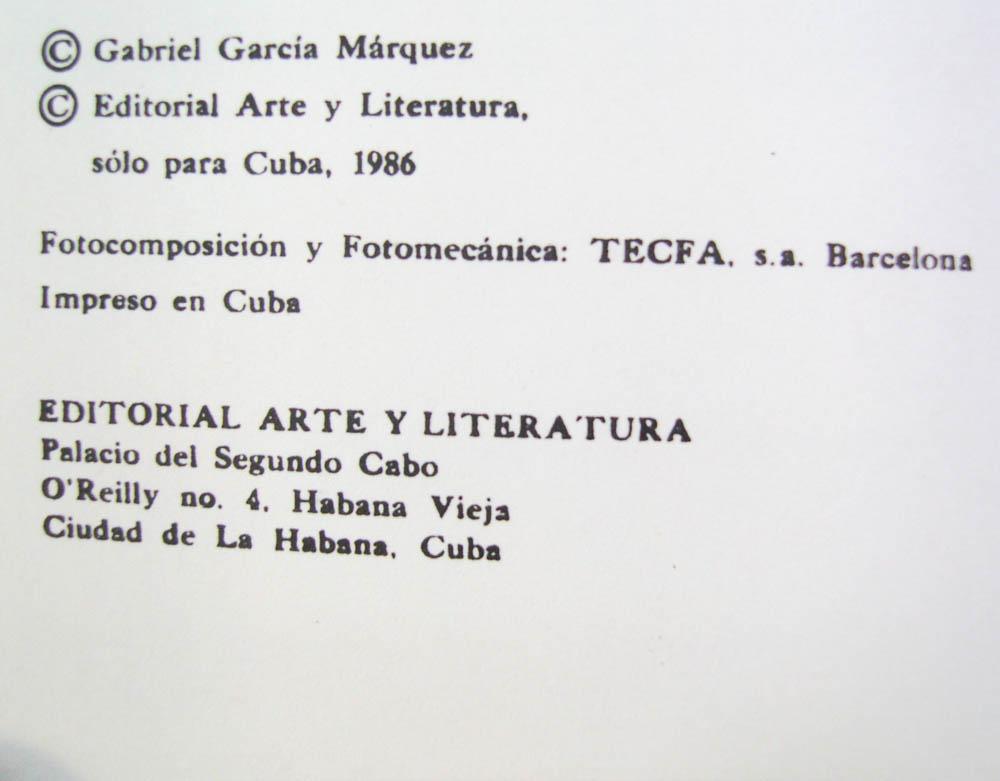 © Gabriel García Márquez
© Editorial Arte y Literatura,
sólo para Cuba, 1986
Fotocomposición y Fotomecánica: TECFA, s.a. Barcelona
Impreso en Cuba
EDITORIAL ARTE Y LITERATURA
Palacio del Segundo Cabo
O'Reilly no. 4, Habana Vieja
Ciudad de La Habana, Cuba